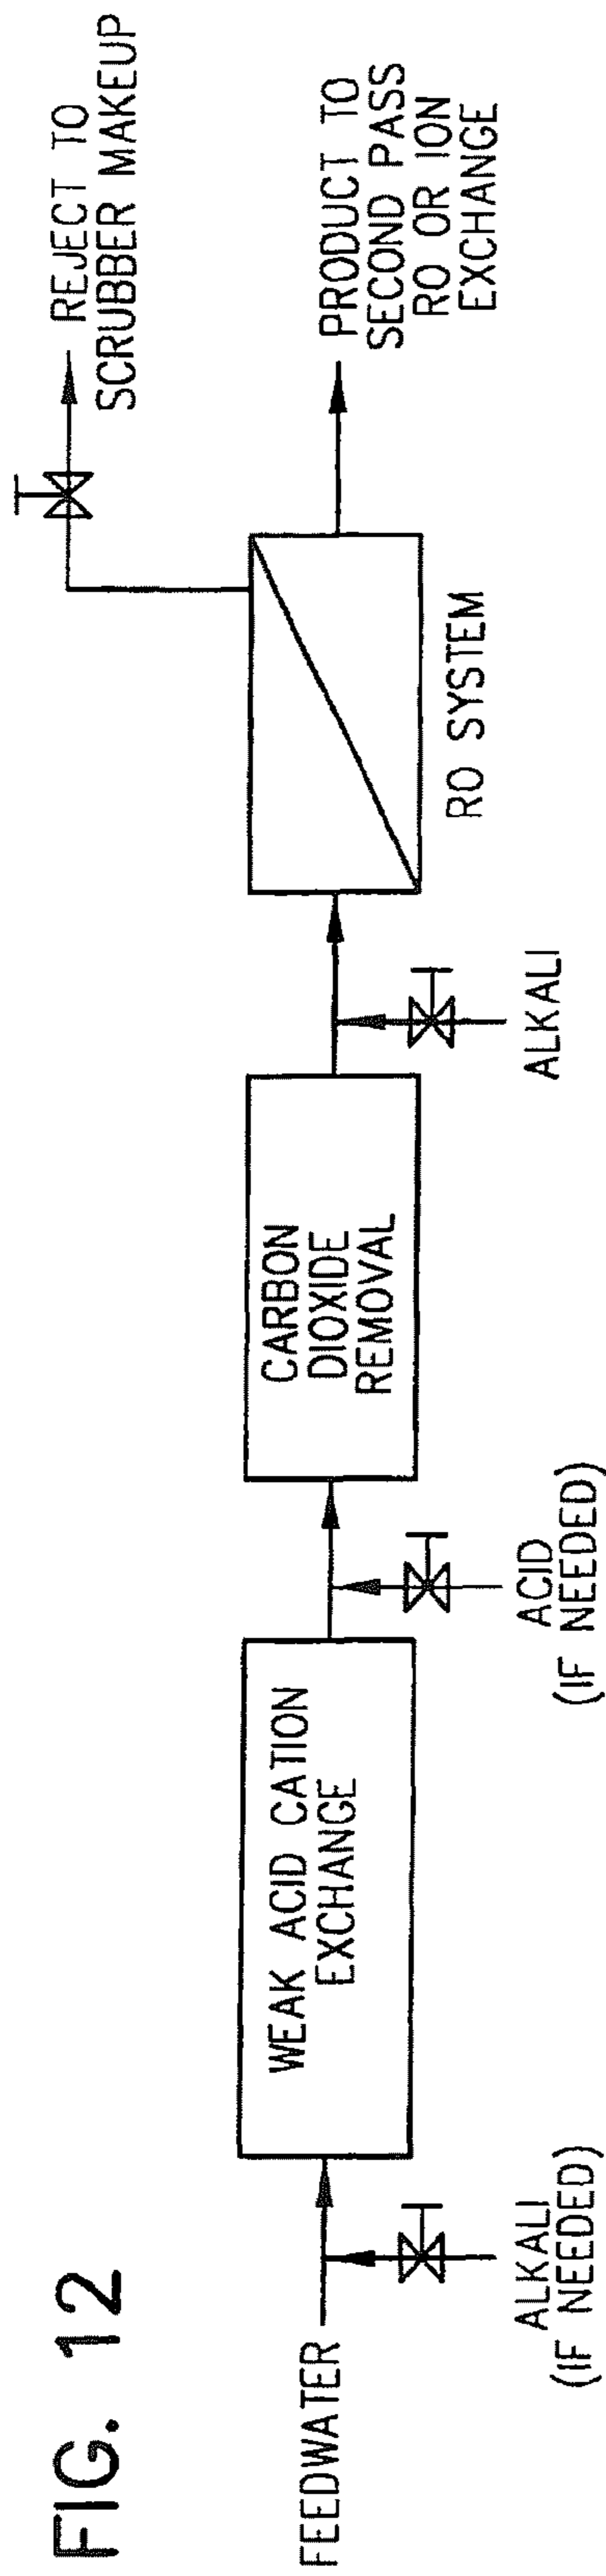 FIG. 12
FEEDWATER
ALKALI
(IF NEEDED)
WEAK ACID CATION
EXCHANGE
ACID
(IF NEEDED)
CARBON
DIOXIDE
REMOVAL
ALKALI
RO SYSTEM
REJECT TO
SCRUBBER MAKEUP
PRODUCT TO
SECOND PASS
RO OR ION
EXCHANGE